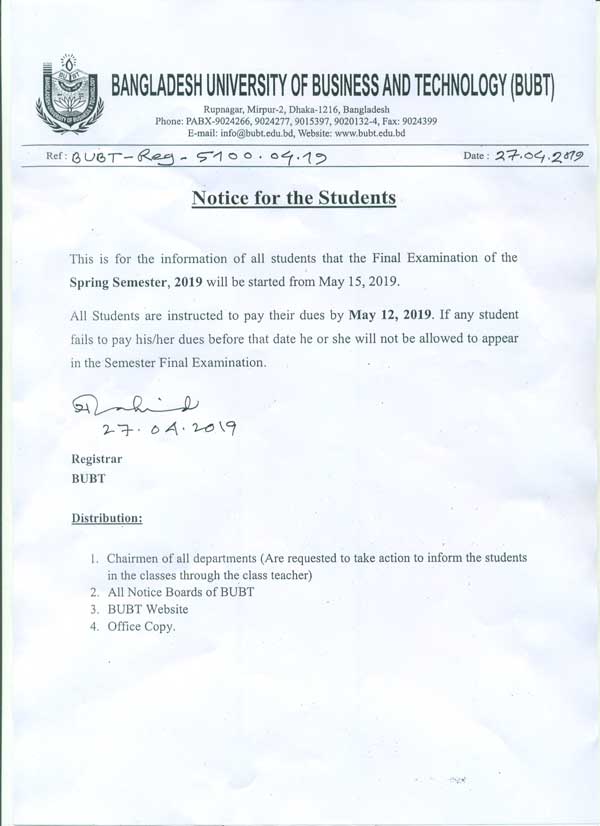 BANGLADESH UNIVERSITY OF BUSINESS AND TECHNOLOGY (BUBT)
Rupnagar, Mirpur-2, Dhaka-1216, Bangladesh
Phone: PABX-9024266, 9024277, 9015397, 9020132-4, Fax: 9024399
E-mail: info@bubt.edu.bd, Website: www.bubt.edu.bd
Ref : BUBT-Reg-5100.04.19 Date : 27.04.2019
Notice for the Students
This is for the information of all students that the Final Examination of the
Spring Semester, 2019 will be started from May 15, 2019.
All Students are instructed to pay their dues by May 12, 2019. If any student
fails to pay his/her dues before that date he or she will not be allowed to appear
in the Semester Final Examination.
27.04.2019
Registrar
BUBT
Distribution:
1. Chairmen of all departments (Are requested to take action to inform the students
in the classes through the class teacher)
2. All Notice Boards of BUBT
3. BUBT Website
4. Office Copy.